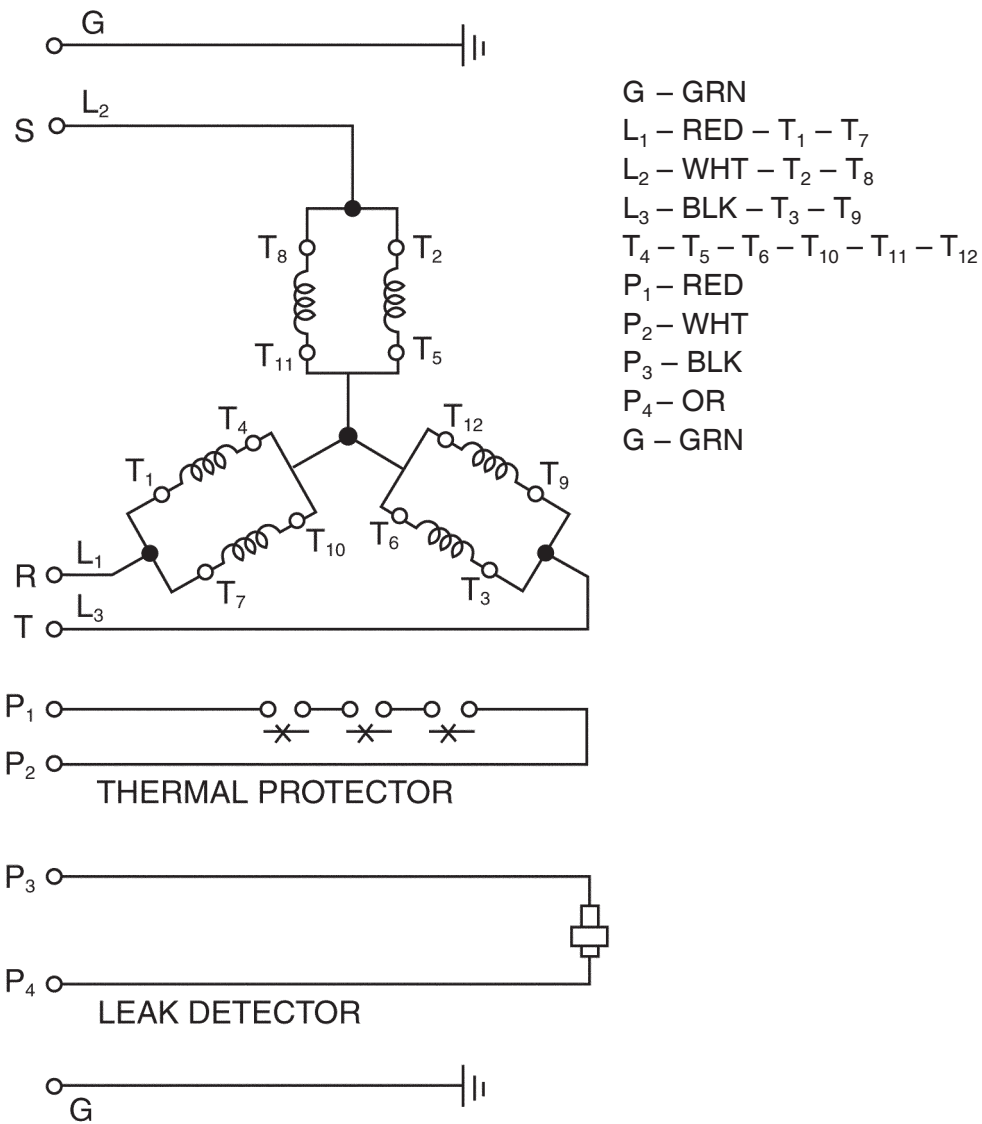 G
L₂
S
T₈ T₂
T₁₁ T₅
T₄ T₁₂
T₁ T₉
T₁₀ T₆
T₇ T₃
L₁
R
L₃
T
P₁
P₂
THERMAL PROTECTOR
P₃
P₄
LEAK DETECTOR
G
G – GRN
L₁ – RED – T₁ – T₇
L₂ – WHT – T₂ – T₈
L₃ – BLK – T₃ – T₉
T₄ – T₅ – T₆ – T₁₀ – T₁₁ – T₁₂
P₁ – RED
P₂ – WHT
P₃ – BLK
P₄ – OR
G – GRN